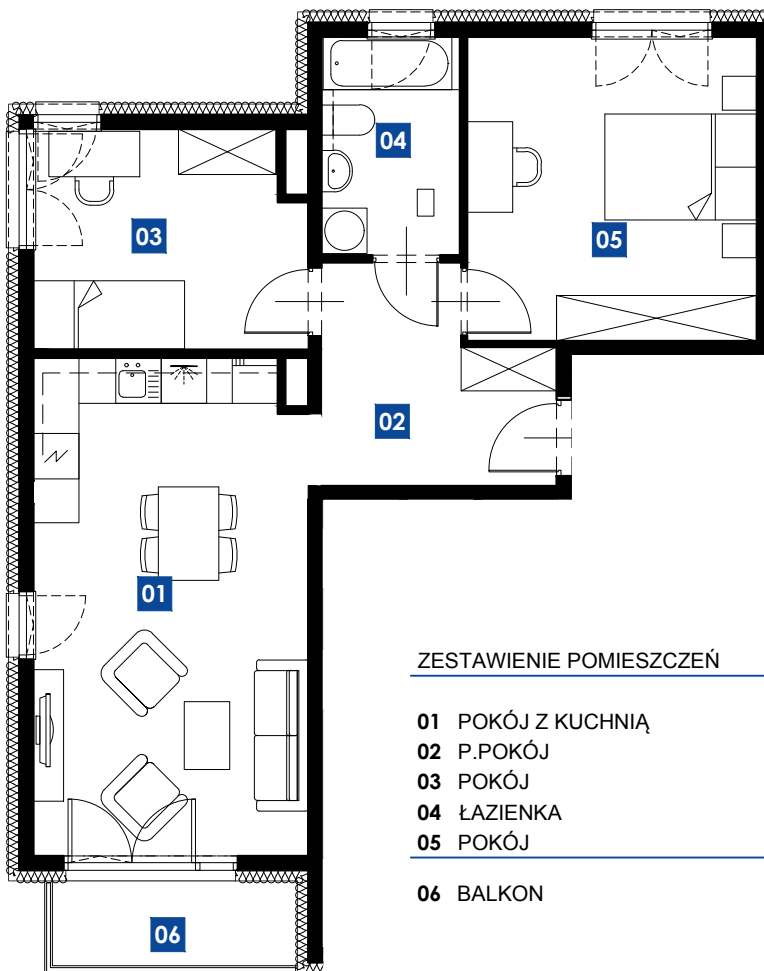 04
03
05
02
01
ZESTAWIENIE POMIESZCZEŃ
01 POKÓJ Z KUCHNIĄ
02 P.POKÓJ
03 POKÓJ
04 ŁAZIENKA
05 POKÓJ
06 BALKON
06